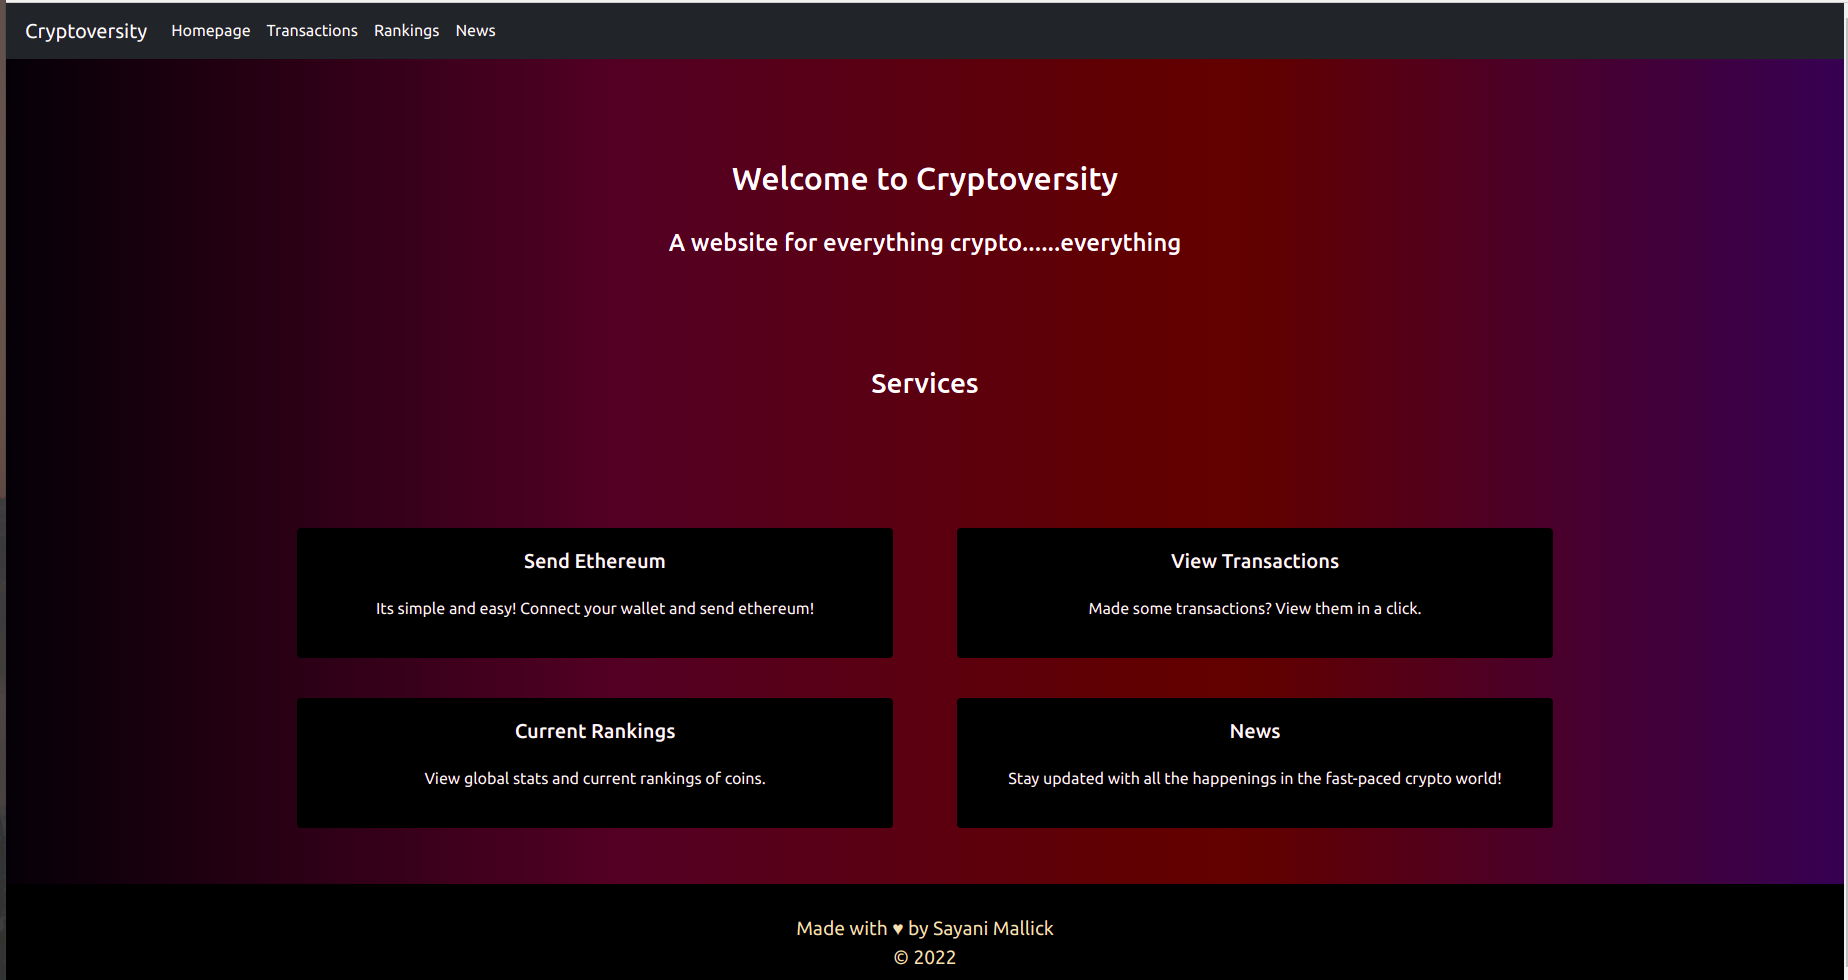 Cryptoversity Homepage Transactions Rankings News
Welcome to Cryptoversity
A website for everything crypto......everything
Services
Send Ethereum
Its simple and easy! Connect your wallet and send ethereum!
View Transactions
Made some transactions? View them in a click.
Current Rankings
View global stats and current rankings of coins.
News
Stay updated with all the happenings in the fast-paced crypto world!
Made with ♥ by Sayani Mallick
© 2022